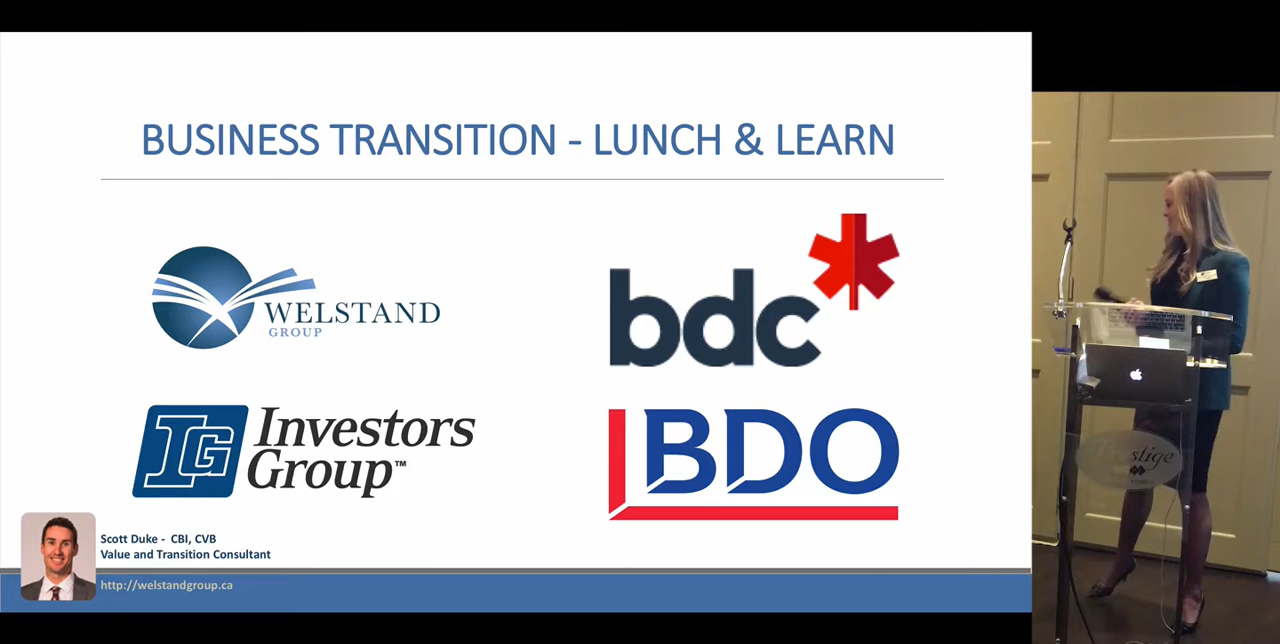 BUSINESS TRANSITION - LUNCH & LEARN
WELSTAND
GROUP
bdc
IG Investors
Group™
BDO
Scott Duke - CBI, CVB
Value and Transition Consultant
http://welstandgroup.ca